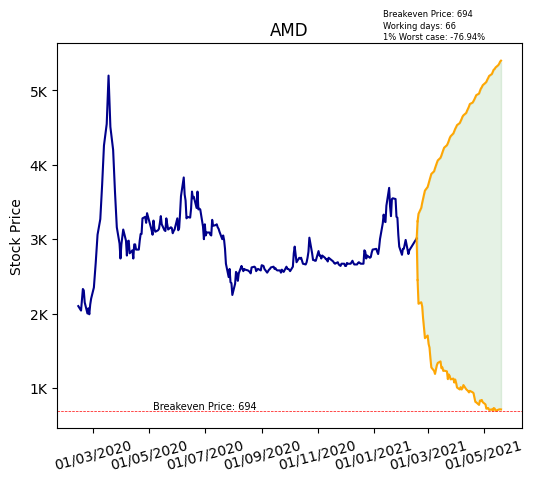 Breakeven Price: 694
Working days: 66
1% Worst case: -76.94%
AMD
Stock Price
5K
4K
3K
2K
1K
Breakeven Price: 694
01/03/2020
01/05/2020
01/07/2020
01/09/2020
01/11/2020
01/01/2021
01/03/2021
01/05/2021